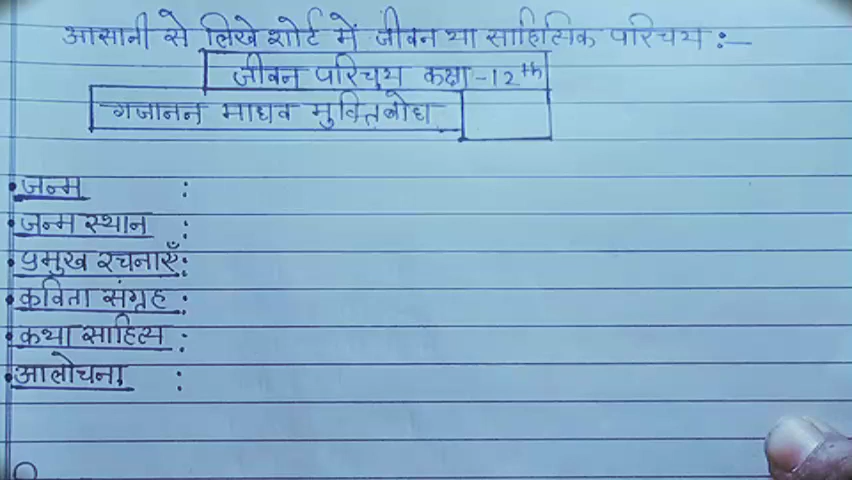 आसानी से लिखे शोर्ट में जीवन या साहित्यिक परिचय :-
जीवन परिचय कक्षा -12th
गजानन माधव मुक्तिबोध
• जन्म :
• जन्म स्थान :
• प्रमुख रचनाएँ :
• कविता संग्रह :
• कथा साहित्य :
• आलोचना :